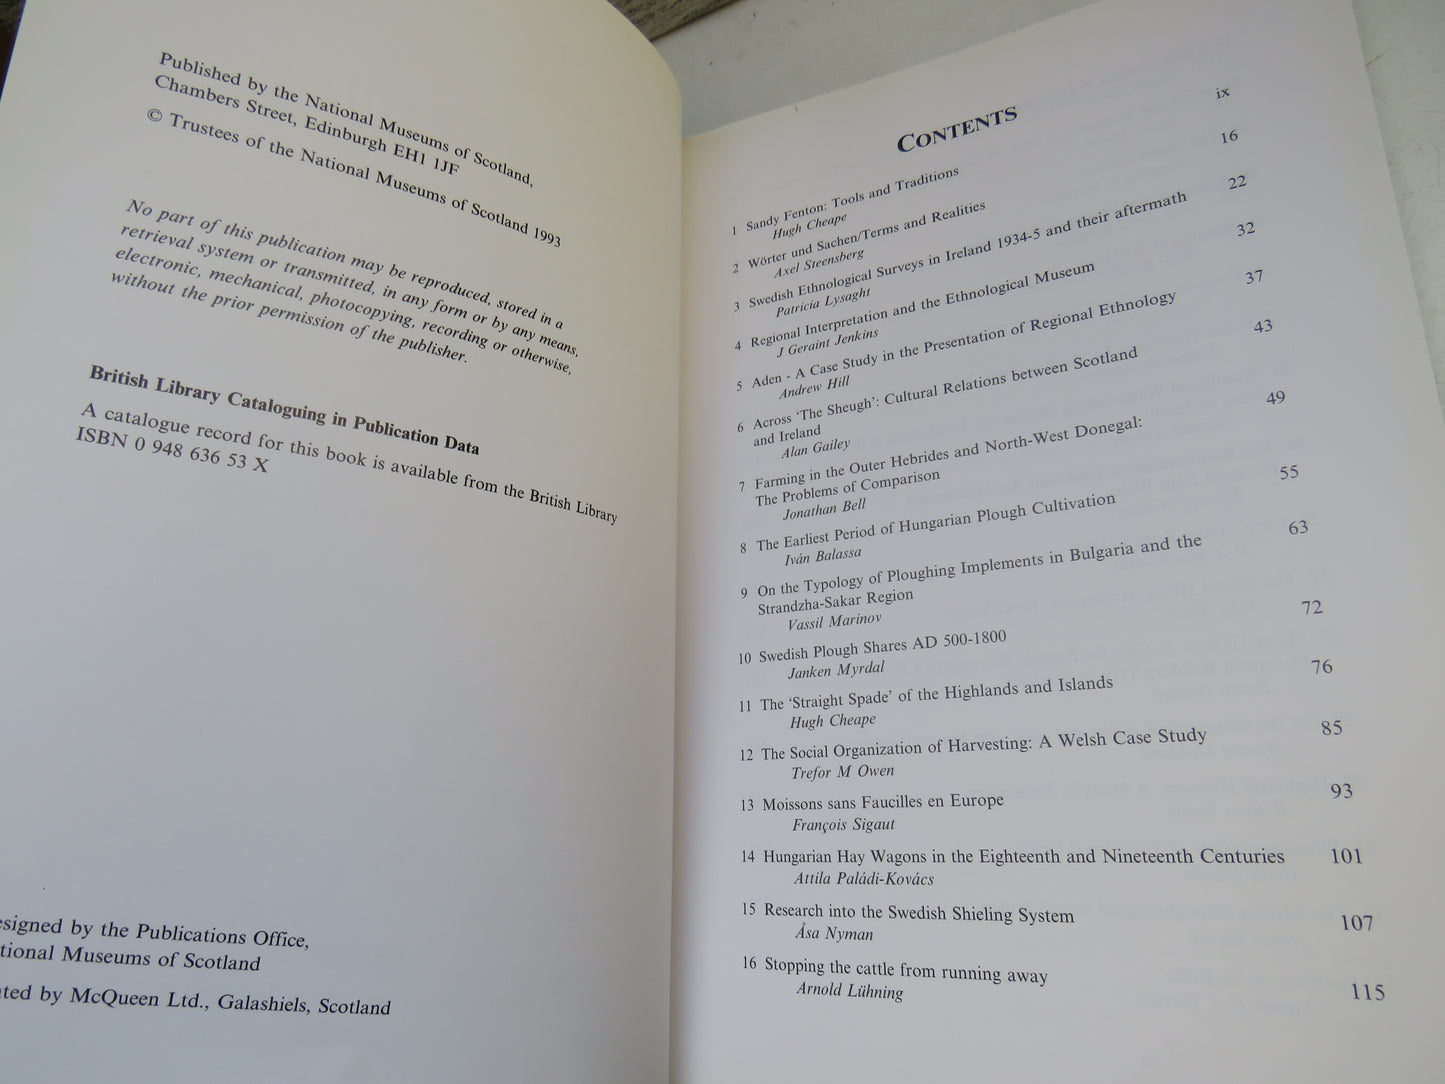 Published by the National Museums of Scotland,
Chambers Street, Edinburgh EH1 1JF
© Trustees of the National Museums of Scotland 1993
No part of this publication may be reproduced, stored in a
retrieval system or transmitted, in any form or by any means,
electronic, mechanical, photocopying, recording or otherwise,
without the prior permission of the publisher.
British Library Cataloguing in Publication Data
A catalogue record for this book is available from the British Library
ISBN 0 948 636 53 X
esigned by the Publications Office,
tional Museums of Scotland
ted by McQueen Ltd., Galashiels, Scotland
CONTENTS
1 Sandy Fenton: Tools and Traditions ix
Hugh Cheape
2 Wörter und Sachen/Terms and Realities 16
Axel Steensberg
3 Swedish Ethnological Surveys in Ireland 1934-5 and their aftermath 22
Patricia Lysaght
4 Regional Interpretation and the Ethnological Museum 32
J Geraint Jenkins
5 Aden - A Case Study in the Presentation of Regional Ethnology 37
Andrew Hill
6 Across 'The Sheugh': Cultural Relations between Scotland 43
and Ireland
Alan Gailey
7 Farming in the Outer Hebrides and North-West Donegal: 49
The Problems of Comparison
Jonathan Bell
8 The Earliest Period of Hungarian Plough Cultivation 55
Iván Balassa
9 On the Typology of Ploughing Implements in Bulgaria and the 63
Strandzha-Sakar Region
Vassil Marinov
10 Swedish Plough Shares AD 500-1800 72
Janken Myrdal
11 The 'Straight Spade' of the Highlands and Islands 76
Hugh Cheape
12 The Social Organization of Harvesting: A Welsh Case Study 85
Trefor M Owen
13 Moissons sans Faucilles en Europe 93
François Sigaut
14 Hungarian Hay Wagons in the Eighteenth and Nineteenth Centuries 101
Attila Paládi-Kovács
15 Research into the Swedish Shieling System 107
Åsa Nyman
16 Stopping the cattle from running away 115
Arnold Lühning